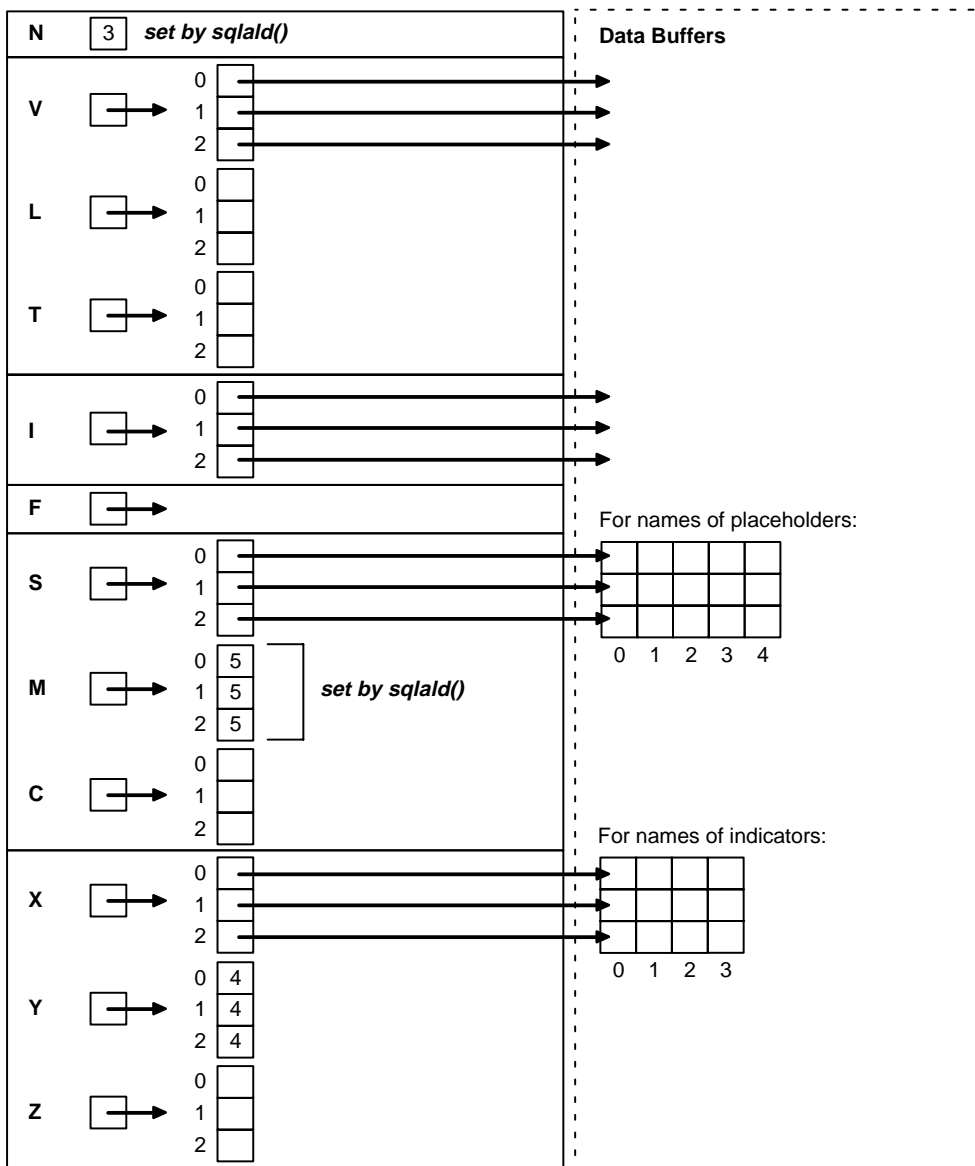 N 3 set by sqlald()
Data Buffers
V
0
1
2
L
0
1
2
T
0
1
2
I
0
1
2
F
For names of placeholders:
S
0
1
2
0 1 2 3 4
M
0 5
1 5
2 5
set by sqlald()
C
0
1
2
For names of indicators:
X
0
1
2
0 1 2 3
Y
0 4
1 4
2 4
Z
0
1
2